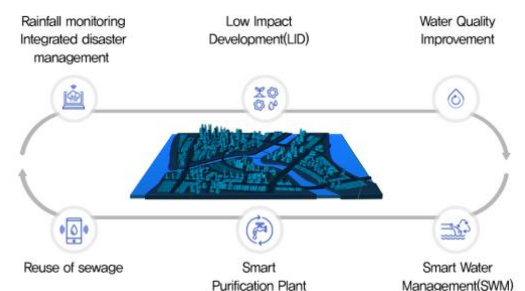 Rainfall monitoring
Integrated disaster
management
Low Impact
Development(LID)
Water Quality
Improvement
Reuse of sewage
Smart
Purification Plant
Smart Water
Management(SWM)